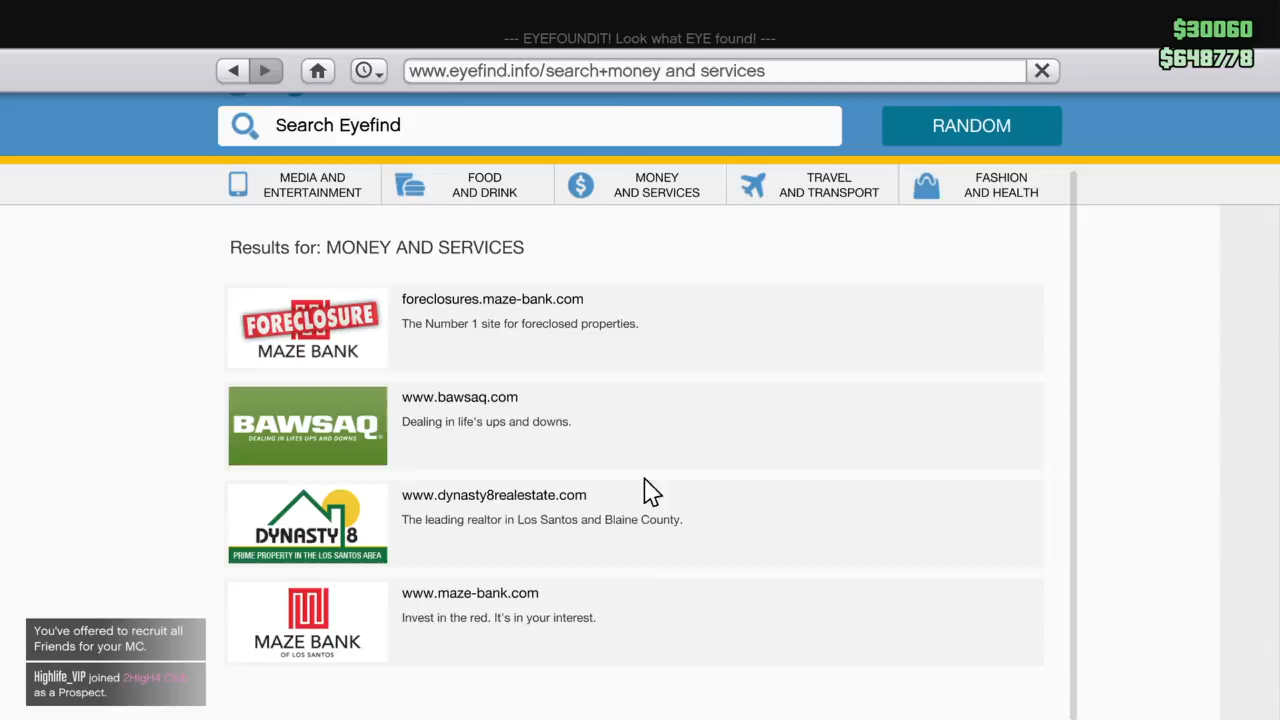 --- EYEFOUNDIT! Look what EYE found! ---
$30060
$648778
www.eyefind.info/search+money and services
Search Eyefind
RANDOM
MEDIA AND
ENTERTAINMENT
FOOD
AND DRINK
MONEY
AND SERVICES
TRAVEL
AND TRANSPORT
FASHION
AND HEALTH
Results for: MONEY AND SERVICES
FORECLOSURE
MAZE BANK
foreclosures.maze-bank.com
The Number 1 site for foreclosed properties.
BAWSAQ
DEALING IN LIFES UPS AND DOWNS
www.bawsaq.com
Dealing in life's ups and downs.
DYNASTY 8
PRIME PROPERTY IN THE LOS SANTOS AREA
www.dynasty8realestate.com
The leading realtor in Los Santos and Blaine County.
MAZE BANK
OF LOS SANTOS
www.maze-bank.com
Invest in the red. It's in your interest.
You've offered to recruit all
Friends for your MC.
Highlife_VIP joined 2HigH4 Club
as a Prospect.